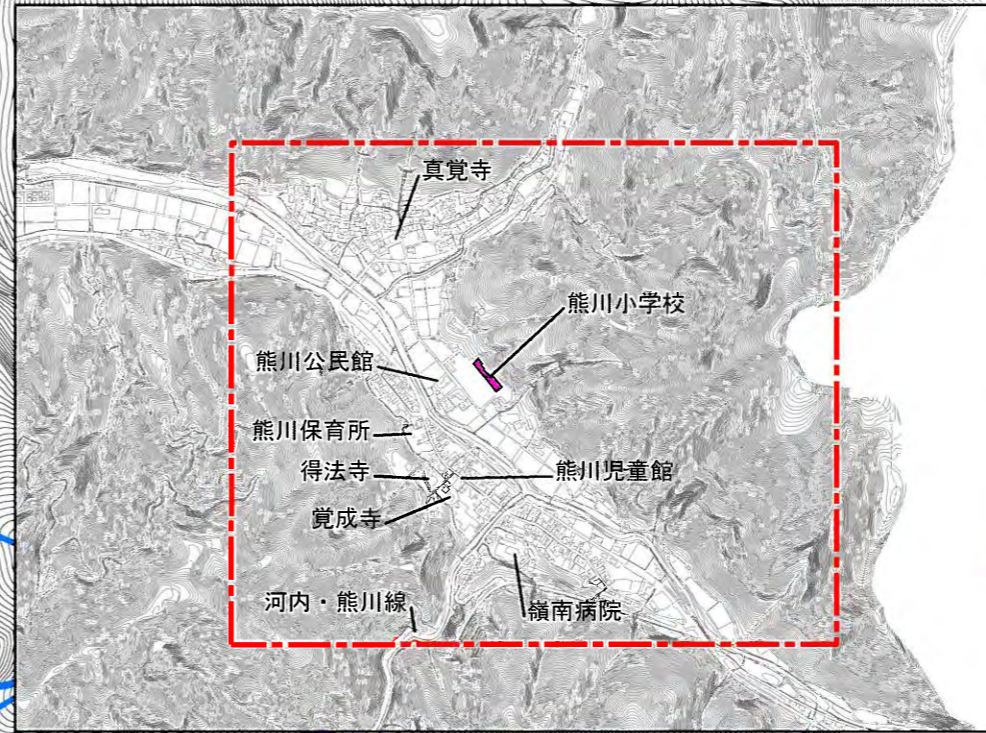 真覚寺
熊川小学校
熊川公民館
熊川保育所
得法寺
熊川児童館
覚成寺
河内・熊川線
嶺南病院